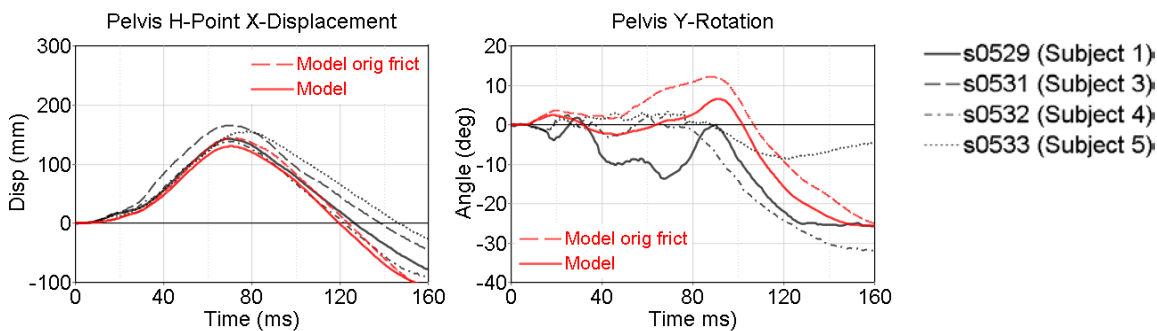 Pelvis H-Point X-Displacement
300
200
100
0
-100
Disp (mm)
Model orig frict
Model
0
40
80
120
160
Time (ms)
Pelvis Y-Rotation
20
10
0
-10
-20
-30
-40
Angle (deg)
Model orig frict
Model
0
40
80
120
160
Time ms)
s0529 (Subject 1)
s0531 (Subject 3)
s0532 (Subject 4)
s0533 (Subject 5)